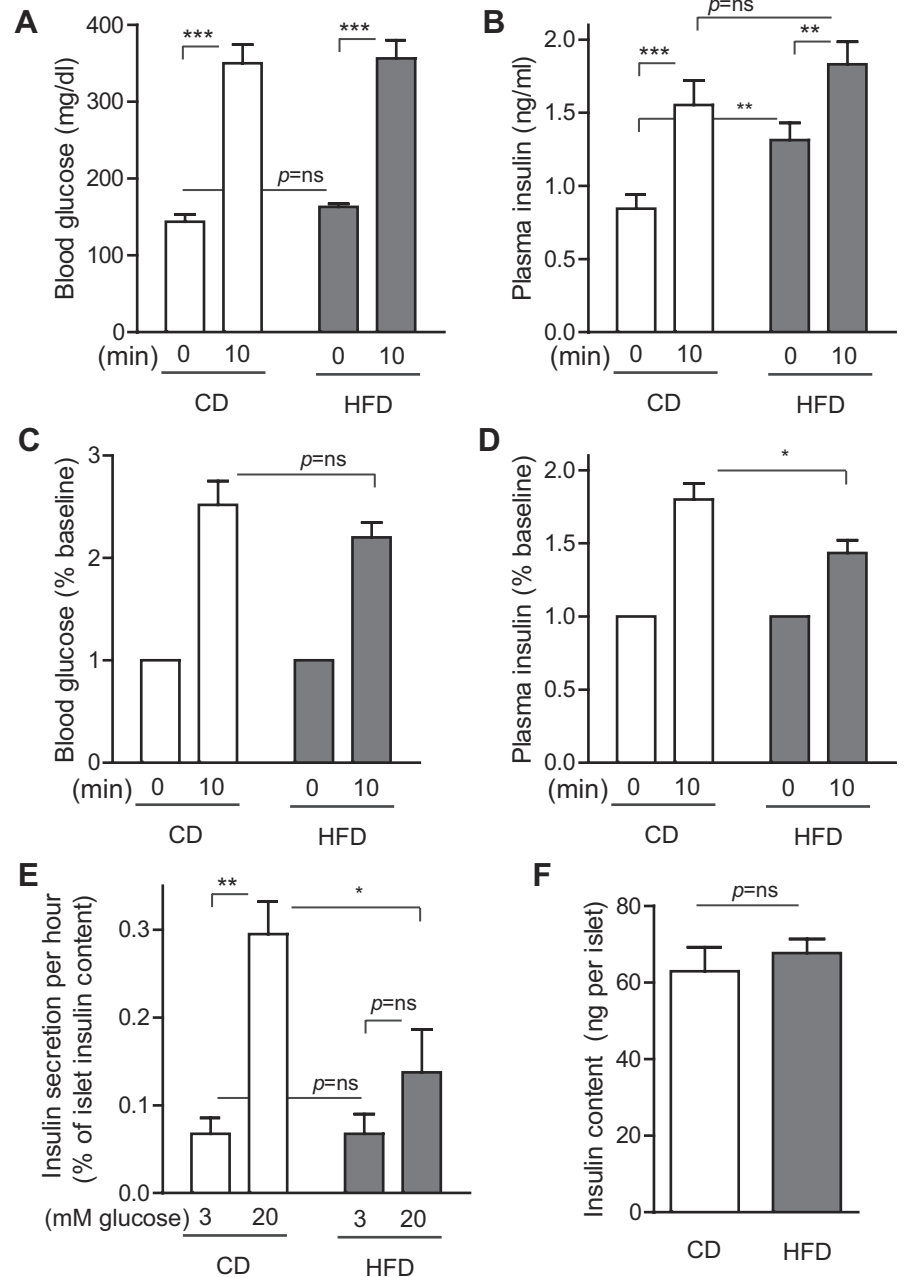 A
Blood glucose (mg/dl)
400
300
200
100
0
***
***
p=ns
(min) 0 10 0 10
CD HFD
B
Plasma insulin (ng/ml)
2.0
1.5
1.0
0.5
0.0
p=ns
***
**
**
(min) 0 10 0 10
CD HFD
C
Blood glucose (% baseline)
3
2
1
0
p=ns
(min) 0 10 0 10
CD HFD
D
Plasma insulin (% baseline)
2.0
1.5
1.0
0.5
0.0
*
(min) 0 10 0 10
CD HFD
E
Insulin secretion per hour
(% of islet insulin content)
0.3
0.2
0.1
0.0
**
*
p=ns
p=ns
(mM glucose) 3 20 3 20
CD HFD
F
Insulin content (ng per islet)
80
60
40
20
0
p=ns
CD HFD